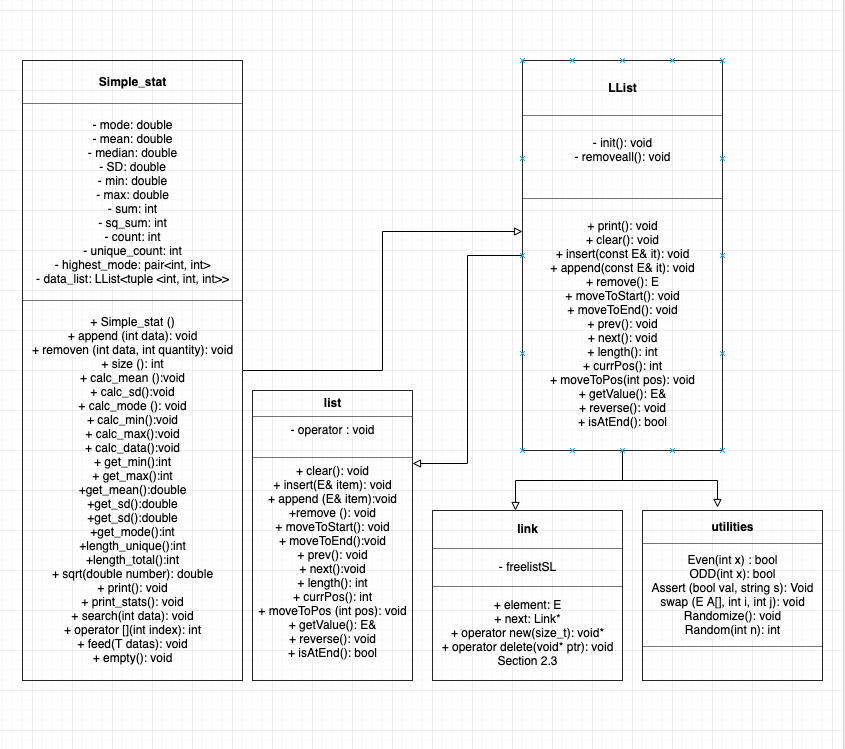 Simple_stat
- mode: double
- mean: double
- median: double
- SD: double
- min: double
- max: double
- sum: int
- sq_sum: int
- count: int
- unique_count: int
- highest_mode: pair<int, int>
- data_list: LList<tuple <int, int, int>>
+ Simple_stat ()
+ append (int data): void
+ removen (int data, int quantity): void
+ size (): int
+ calc_mean ():void
+ calc_sd():void
+ calc_mode (): void
+ calc_min():void
+ calc_max():void
+ calc_data():void
+ get_min():int
+ get_max():int
+get_mean():double
+get_sd():double
+get_sd():double
+get_mode():int
+length_unique():int
+length_total():int
+ sqrt(double number): double
+ print(): void
+ print_stats(): void
+ search(int data): void
+ operator [](int index): int
+ feed(T datas): void
+ empty(): void
list
- operator : void
+ clear(): void
+ insert(E& item): void
+ append (E& item):void
+remove (): void
+ moveToStart(): void
+ moveToEnd():void
+ prev(): void
+ next():void
+ length(): int
+ currPos(): int
+ moveToPos (int pos): void
+ getValue(): E&
+ reverse(): void
+ isAtEnd(): bool
LList
- init(): void
- removeall(): void
+ print(): void
+ clear(): void
+ insert(const E& it): void
+ append(const E& it): void
+ remove(): E
+ moveToStart(): void
+ moveToEnd(): void
+ prev(): void
+ next(): void
+ length(): int
+ currPos(): int
+ moveToPos(int pos): void
+ getValue(): E&
+ reverse(): void
+ isAtEnd(): bool
link
- freelistSL
+ element: E
+ next: Link*
+ operator new(size_t): void*
+ operator delete(void* ptr): void
Section 2.3
utilities
Even(int x) : bool
ODD(int x): bool
Assert (bool val, string s): Void
swap (E A[], int i, int j): void
Randomize(): void
Random(int n): int